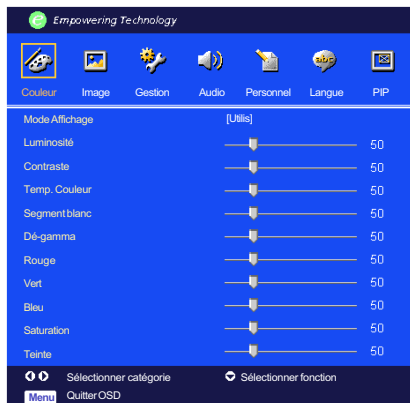 e Empowering Technology
Couleur Image Gestion Audio Personnel Langue PIP
Mode Affichage [Utilis]
Luminosité 50
Contraste 50
Temp. Couleur 50
Segment blanc 50
Dé-gamma 50
Rouge 50
Vert 50
Bleu 50
Saturation 50
Teinte 50
Sélectionner catégorie Sélectionner fonction
Menu Quitter OSD